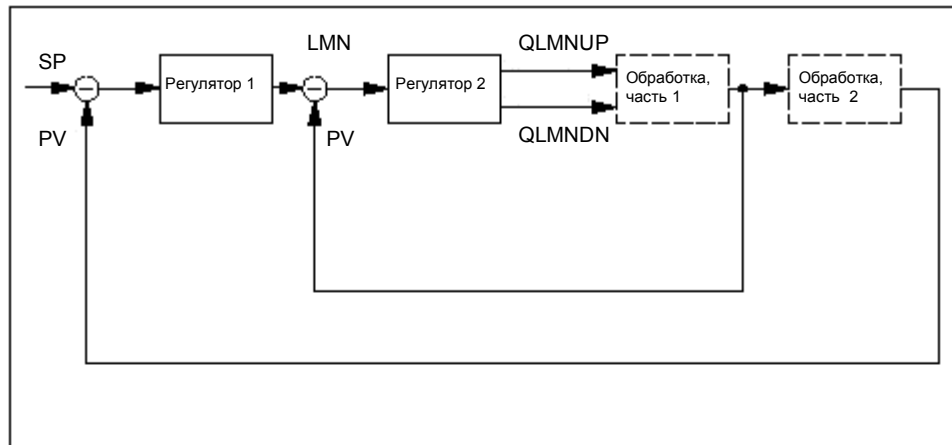 LMN
QLMNUP
SP
Регулятор 1
Регулятор 2
Обработка,
часть 1
Обработка,
часть 2
PV
PV
QLMNDN